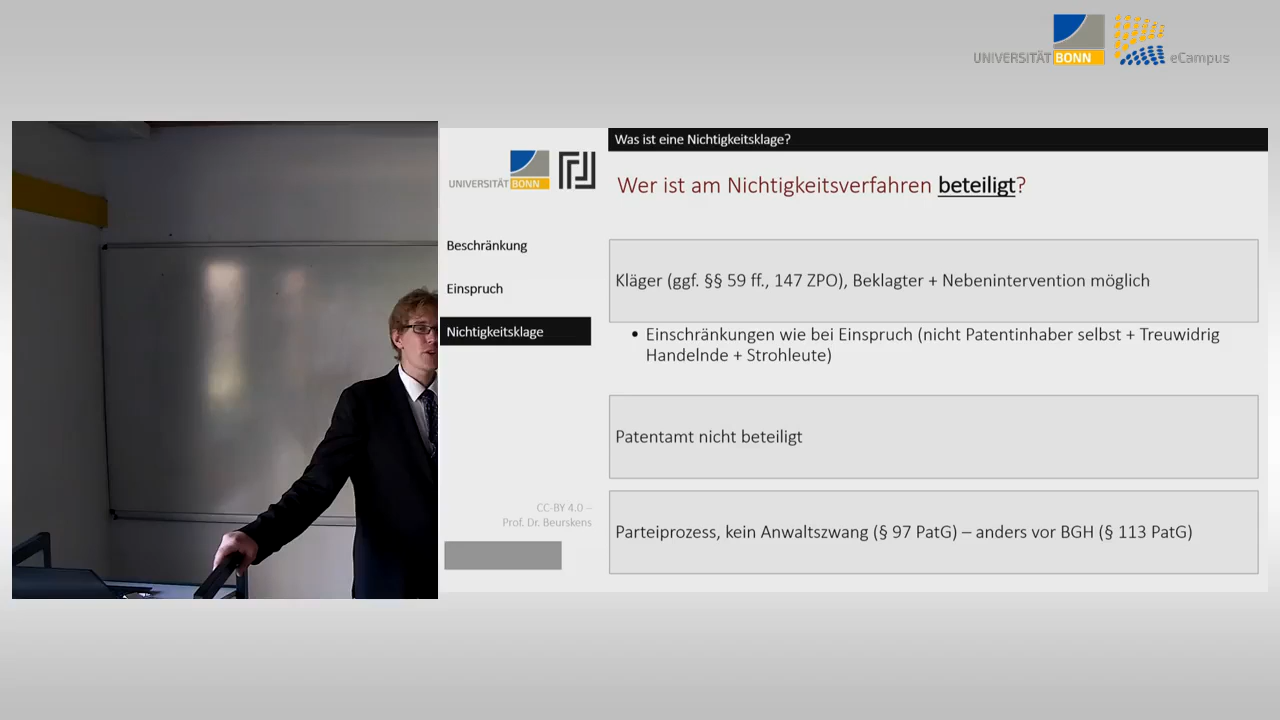 UNIVERSITÄT BONN eCampus
Was ist eine Nichtigkeitsklage?
UNIVERSITÄT BONN
Wer ist am Nichtigkeitsverfahren beteiligt?
Beschränkung
Einspruch
Nichtigkeitsklage
Kläger (ggf. §§ 59 ff., 147 ZPO), Beklagter + Nebenintervention möglich
• Einschränkungen wie bei Einspruch (nicht Patentinhaber selbst + Treuwidrig
Handelnde + Strohleute)
Patentamt nicht beteiligt
Parteiprozess, kein Anwaltszwang (§ 97 PatG) – anders vor BGH (§ 113 PatG)
CC-BY 4.0 –
Prof. Dr. Beurskens